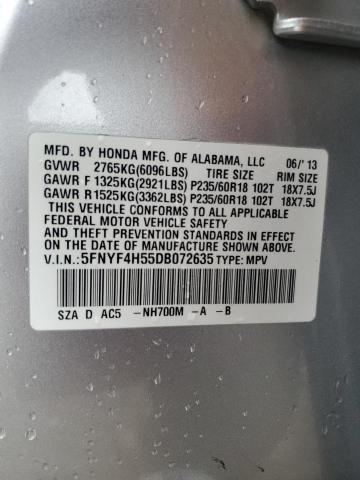 MFD. BY HONDA MFG. OF ALABAMA, LLC 06/'13
GVWR 2765KG(6096LBS) TIRE SIZE RIM SIZE
GAWR F 1325KG(2921LBS) P235/60R18 102T 18X7.5J
GAWR R1525KG(3362LBS) P235/60R18 102T 18X7.5J
THIS VEHICLE CONFORMS TO ALL APPLICABLE
FEDERAL MOTOR VEHICLE SAFETY
AND THEFT PREVENTION STANDARDS IN EFFECT ON
THE DATE OF MANUFACTURE SHOWN ABOVE.
V.I.N.: 5FNYF4H55DB072635 TYPE: MPV
SZA D AC5 -NH700M -A -B